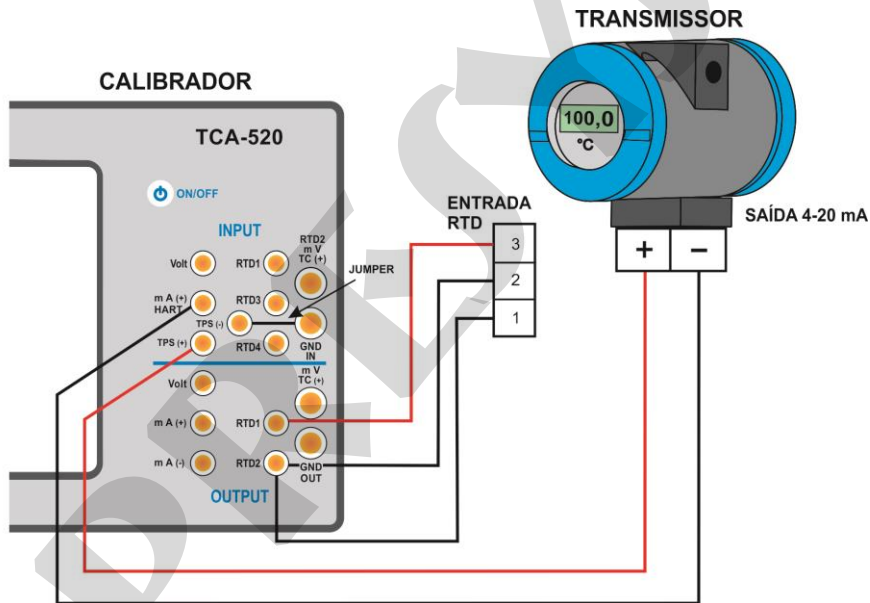 TRANSMISSOR
CALIBRADOR
TCA-520
100,0
°C
ON/OFF
ENTRADA
RTD
SAÍDA 4-20 mA
INPUT
RTD2
m V
TC (+)
3
+ −
Volt
RTD1
JUMPER
2
m A (+)
HART
RTD3
TPS (-)
1
TPS (+)
RTD4
GND
IN
Volt
m V
TC (+)
m A (+)
RTD1
m A (-)
RTD2
GND
OUT
OUTPUT
PRESYS